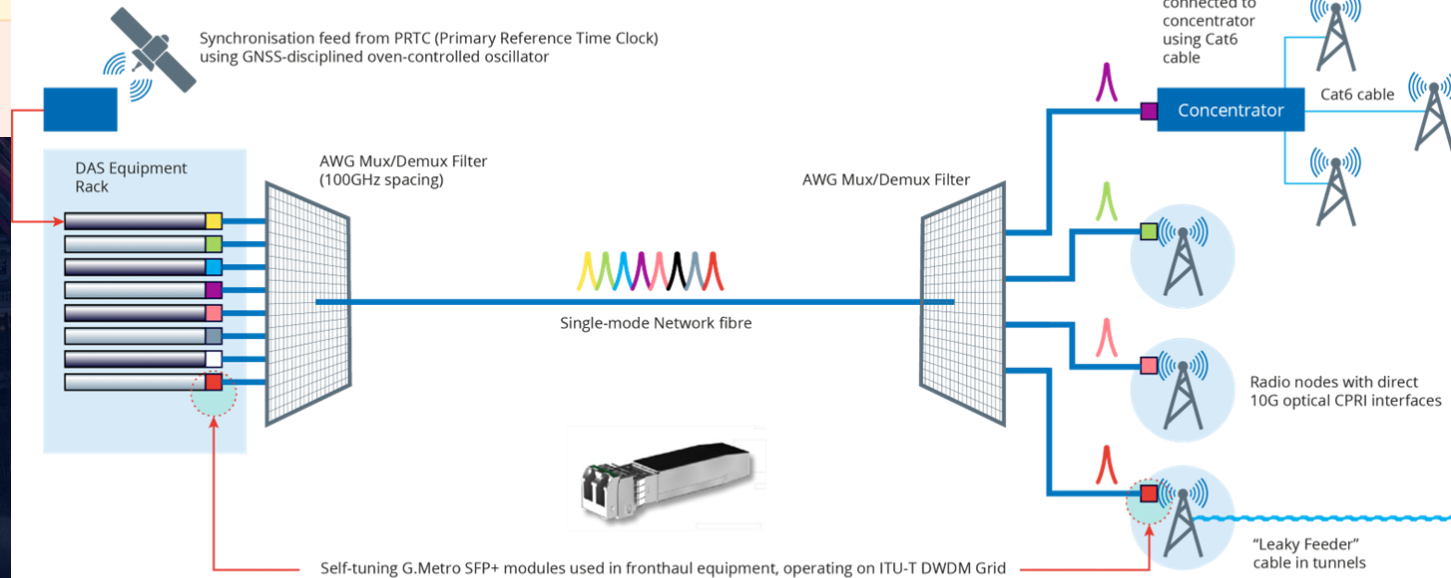 connected to
concentrator
using Cat6
cable
Synchronisation feed from PRTC (Primary Reference Time Clock)
using GNSS-disciplined oven-controlled oscillator
Concentrator
Cat6 cable
DAS Equipment
Rack
AWG Mux/Demux Filter
(100GHz spacing)
AWG Mux/Demux Filter
Single-mode Network fibre
Radio nodes with direct
10G optical CPRI interfaces
"Leaky Feeder"
cable in tunnels
Self-tuning G.Metro SFP+ modules used in fronthaul equipment, operating on ITU-T DWDM Grid